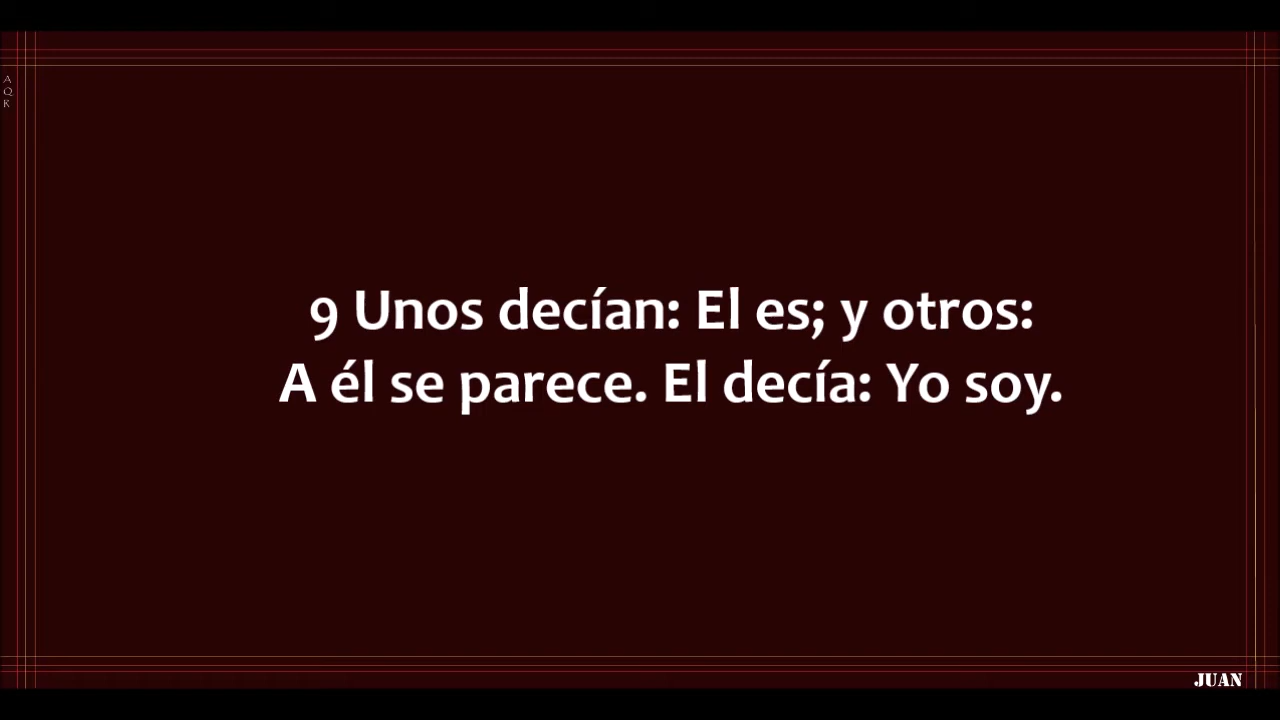 A
Q
K
9 Unos decían: El es; y otros:
A él se parece. El decía: Yo soy.
JUAN